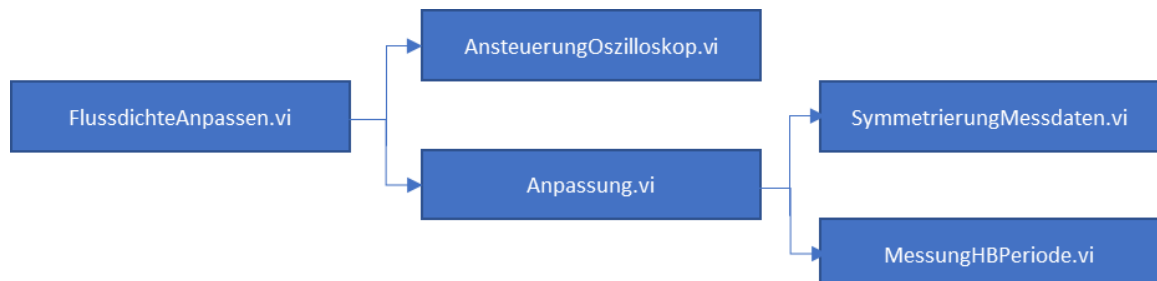 AnsteuerungOszilloskop.vi
FlussdichteAnpassen.vi
SymmetrierungMessdaten.vi
Anpassung.vi
MessungHBPeriode.vi